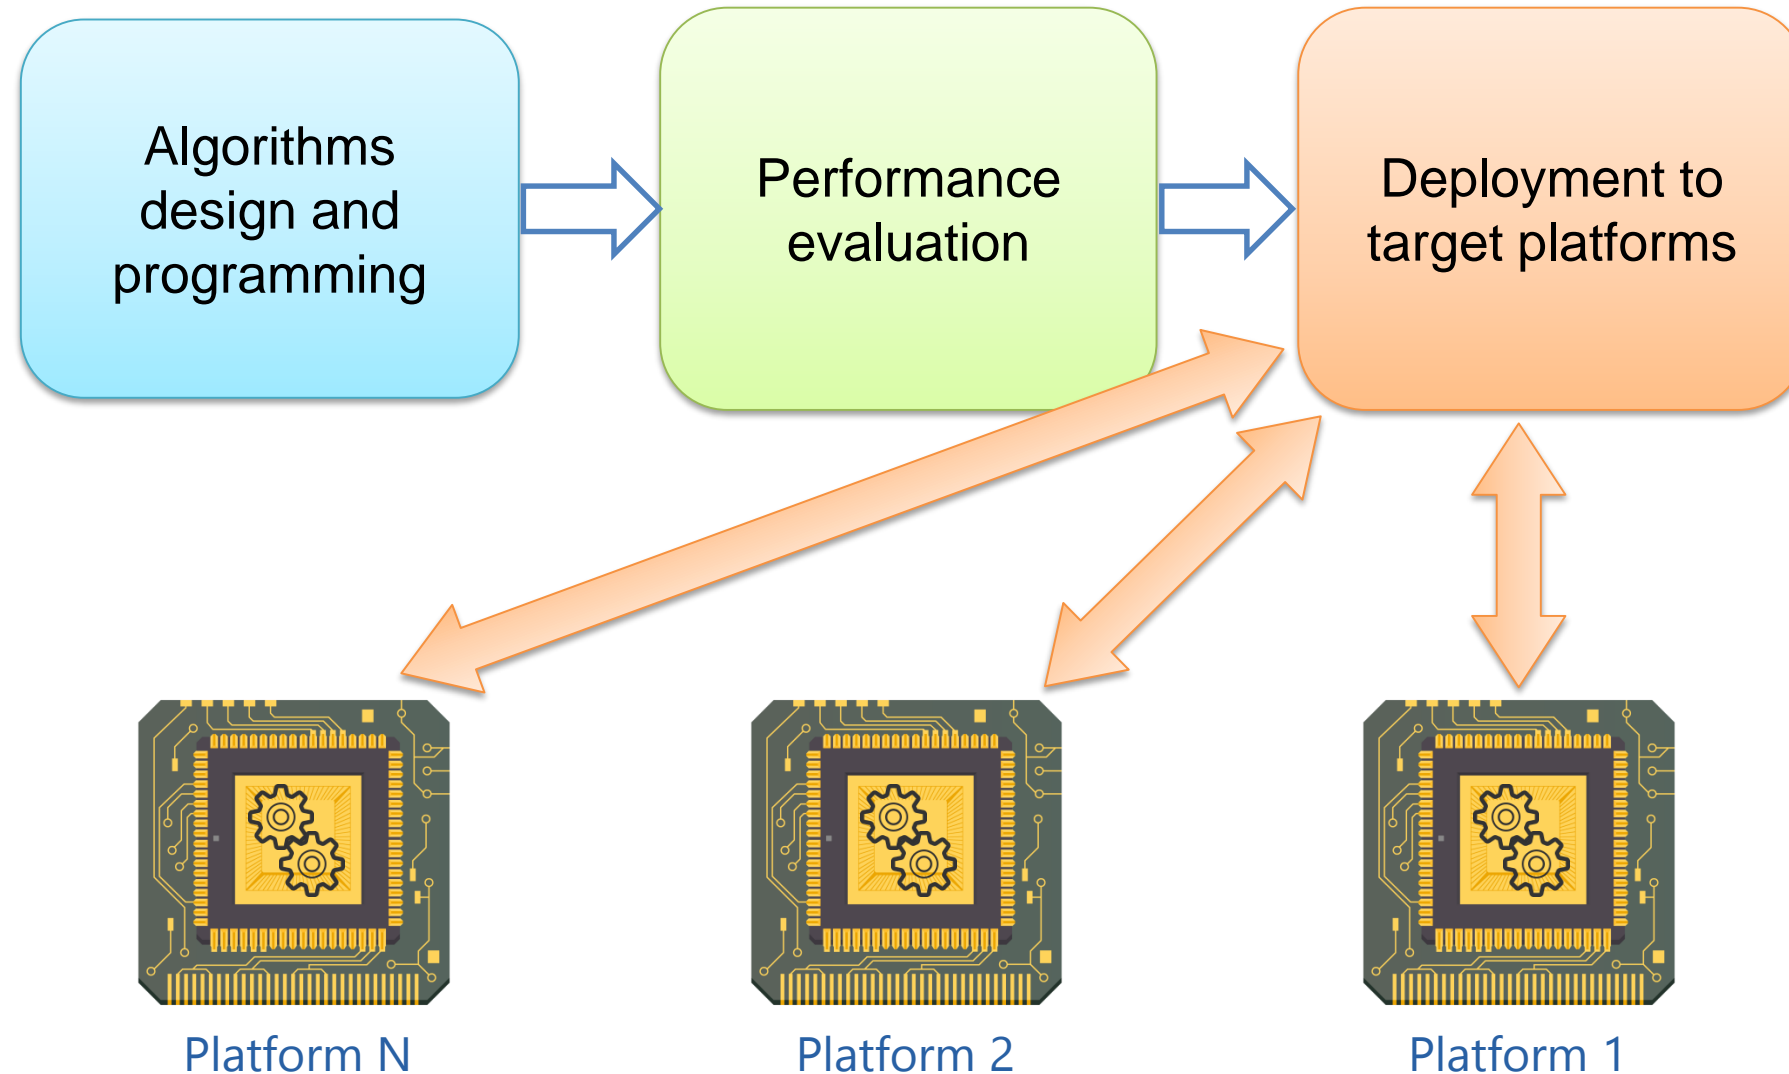 Algorithms
design and
programming
Performance
evaluation
Deployment to
target platforms
Platform N
Platform 2
Platform 1